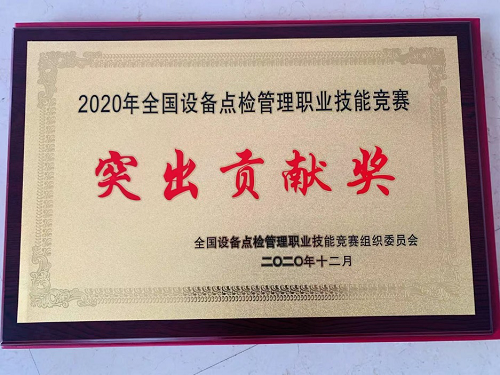 2020年全国设备点检管理职业技能竞赛
突出贡献奖
全国设备点检管理职业技能竞赛组织委员会
二〇二〇年十二月